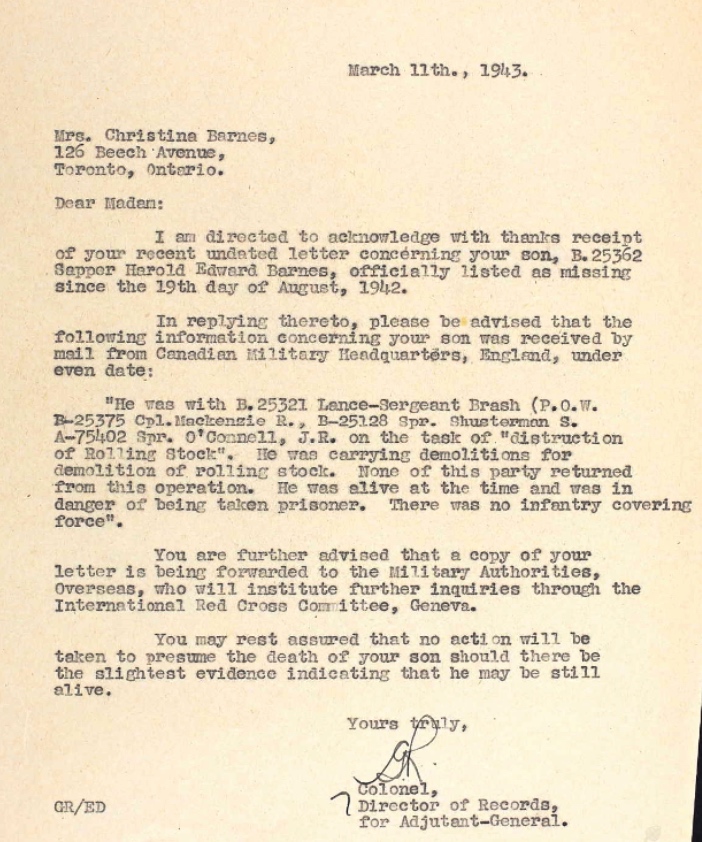 March 11th., 1943.
Mrs. Christina Barnes,
126 Beech Avenue,
Toronto, Ontario.
Dear Madam:
I am directed to acknowledge with thanks receipt
of your recent undated letter concerning your son, B.25362
Sapper Harold Edward Barnes, officially listed as missing
since the 19th day of August, 1942.
In replying thereto, please be advised that the
following information concerning your son was received by
mail from Canadian Military Headquarters, England, under
even date:
"He was with B.25321 Lance-Sergeant Brash (P.O.W.
B-25375 Cpl.Mackenzie R., B-25128 Spr. Shusterman S.
A-75402 Spr. O'Connell, J.R. on the task of "distruction
of Rolling Stock". He was carrying demolitions for
demolition of rolling stock. None of this party returned
from this operation. He was alive at the time and was in
danger of being taken prisoner. There was no infantry covering
force".
You are further advised that a copy of your
letter is being forwarded to the Military Authorities,
Overseas, who will institute further inquiries through the
International Red Cross Committee, Geneva.
You may rest assured that no action will be
taken to presume the death of your son should there be
the slightest evidence indicating that he may be still
alive.
Yours truly,
GR
Colonel,
Director of Records,
for Adjutant-General.
GR/ED